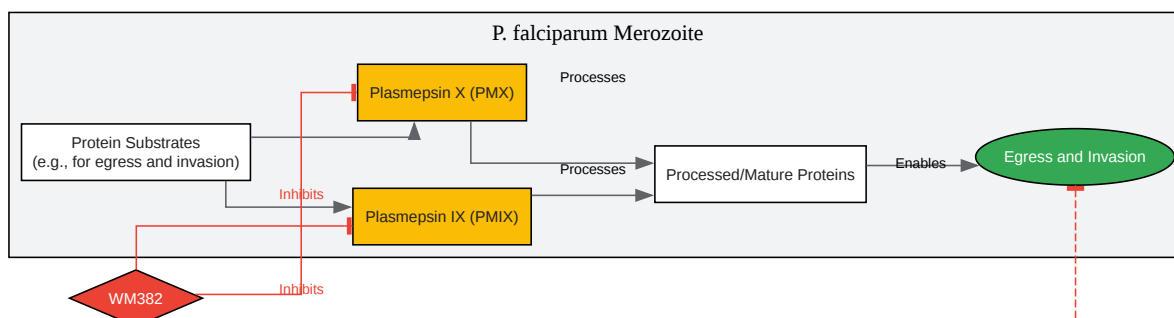 P. falciparum Merozoite
Processes
Plasmepsin X (PMX)
Protein Substrates
(e.g., for egress and invasion)
Processes
Enables
Egress and Invasion
Processed/Mature Proteins
Inhibits
Plasmepsin IX (PMIX)
Inhibits
WM382